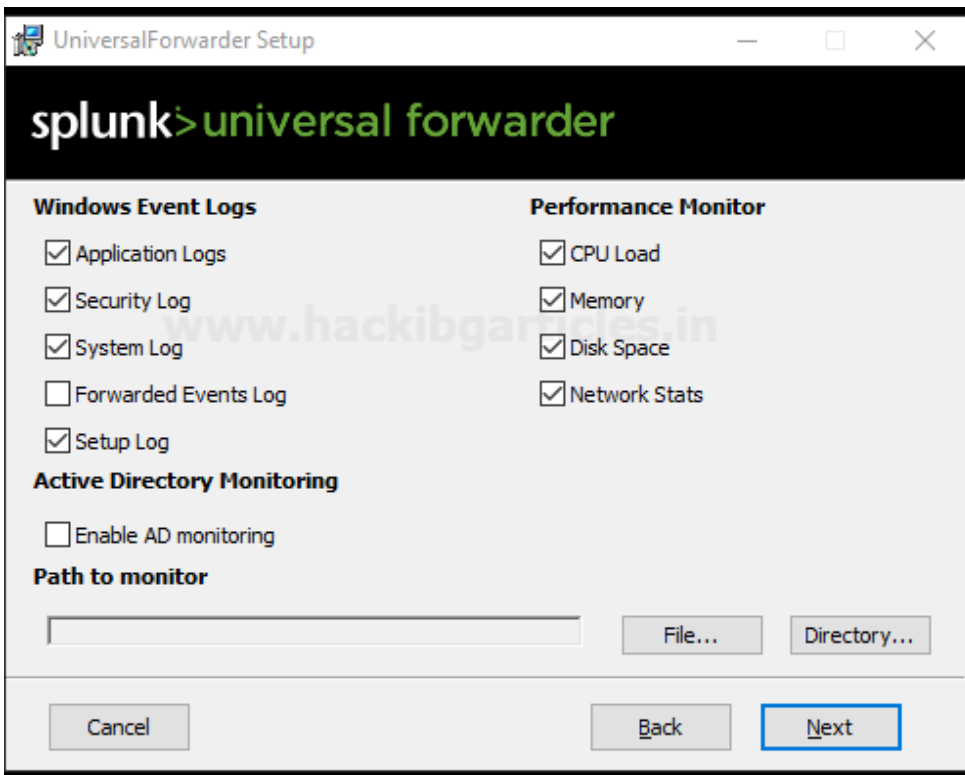 UniversalForwarder Setup
splunk>universal forwarder
Windows Event Logs
Application Logs
Security Log
System Log
Forwarded Events Log
Setup Log
Performance Monitor
CPU Load
Memory
Disk Space
Network Stats
www.hackibgarticles.in
Active Directory Monitoring
Enable AD monitoring
Path to monitor
File...
Directory...
Cancel
Back
Next